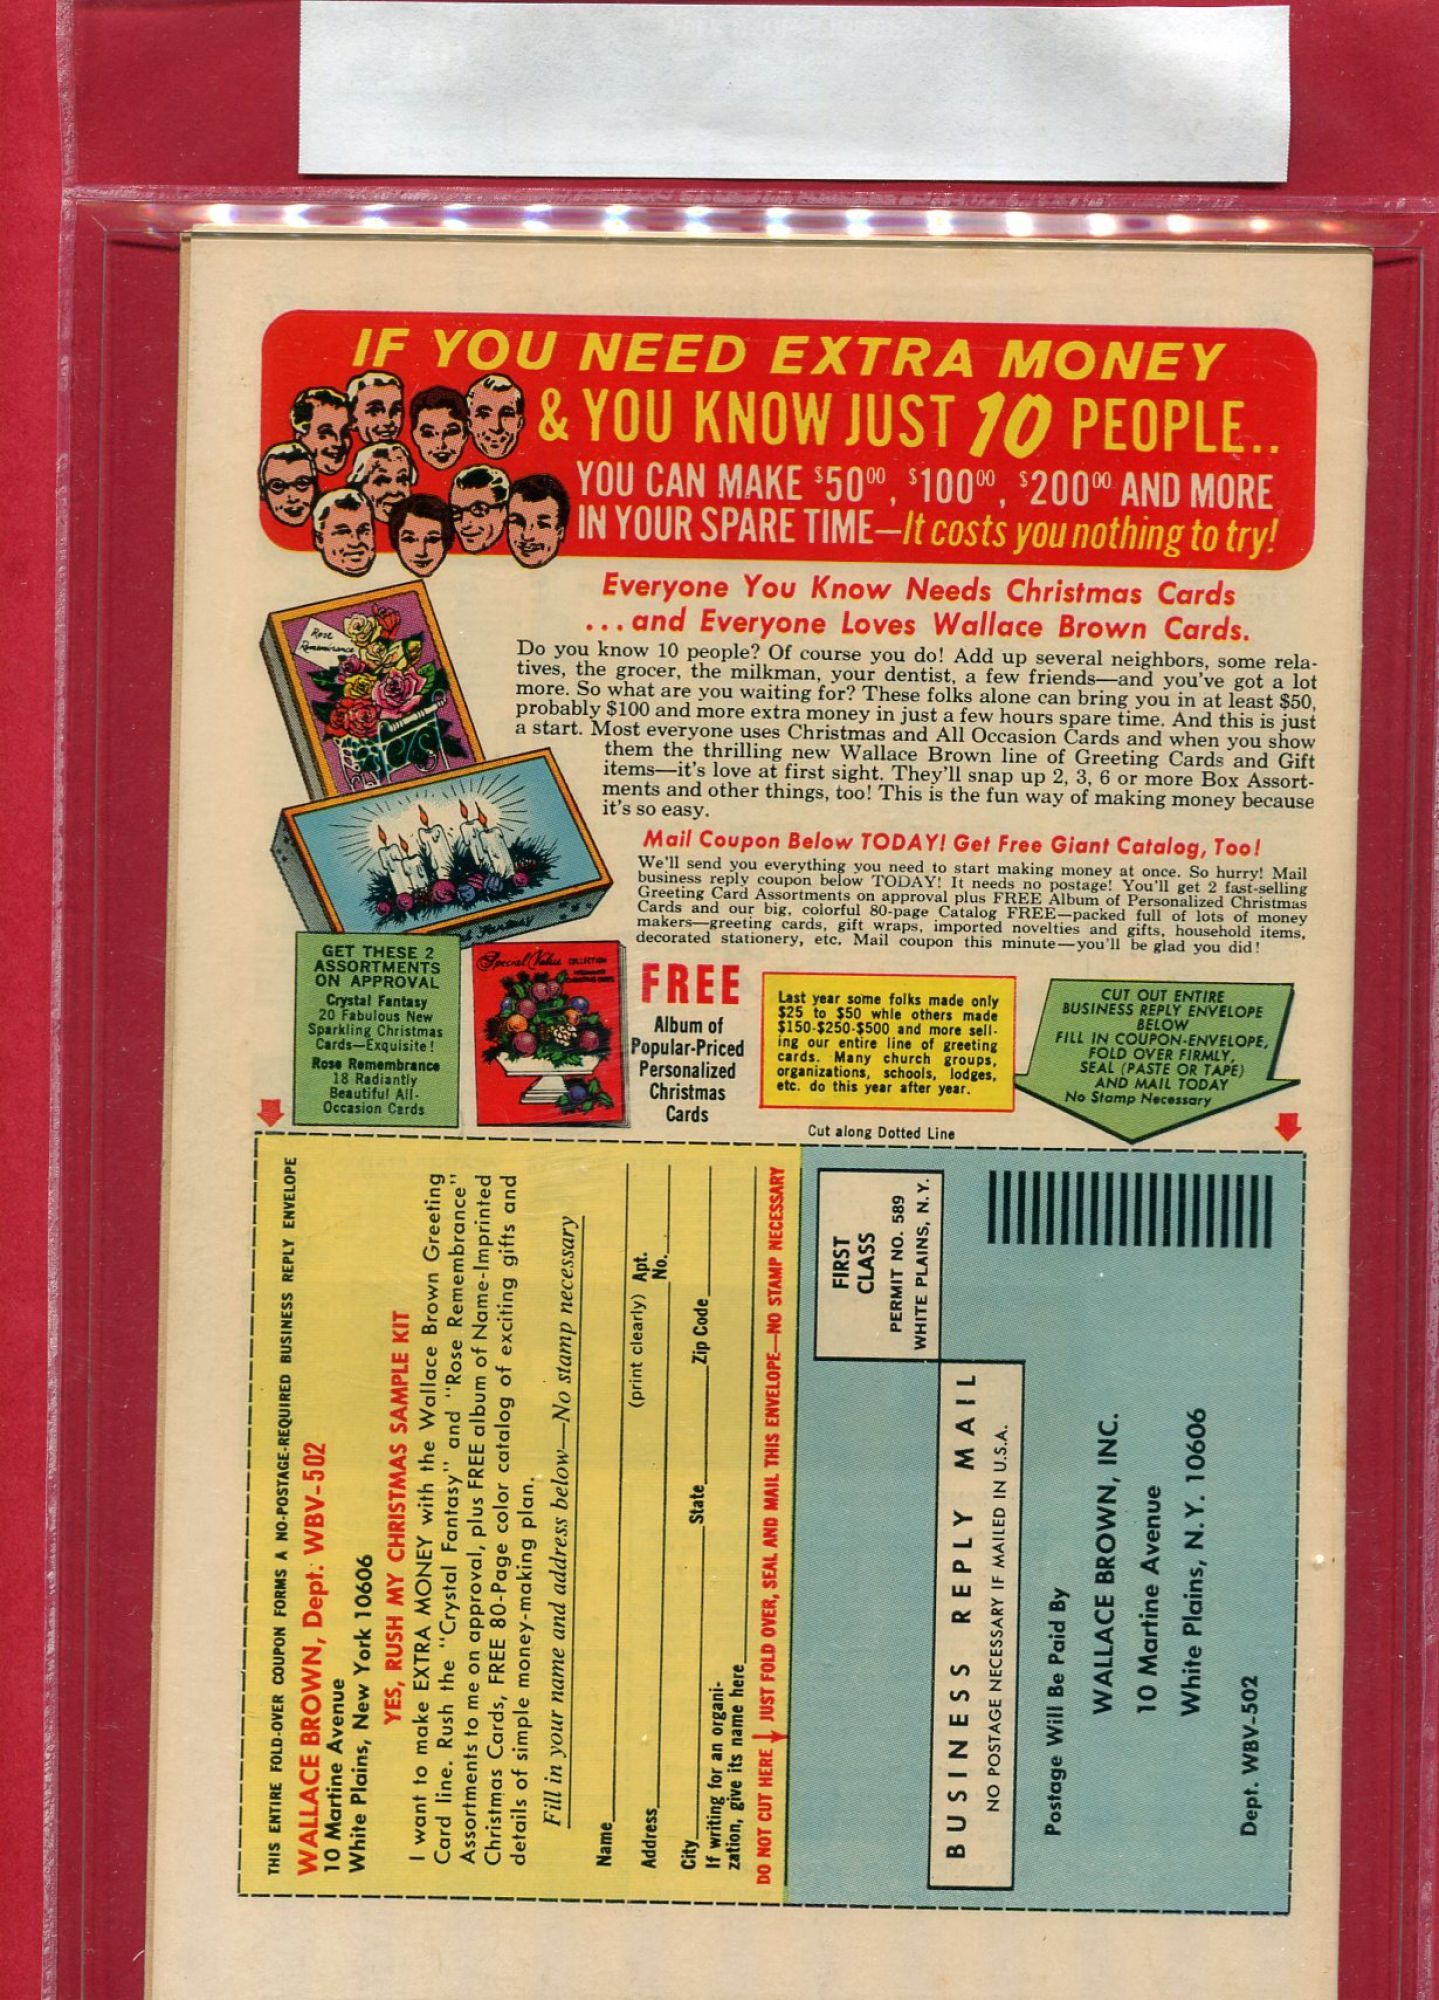 IF YOU NEED EXTRA MONEY
& YOU KNOW JUST 10 PEOPLE..
YOU CAN MAKE $5000, $10000, $20000 AND MORE
IN YOUR SPARE TIME—It costs you nothing to try!
Everyone You Know Needs Christmas Cards
...and Everyone Loves Wallace Brown Cards.
Rose
Remembrance
Do you know 10 people? Of course you do! Add up several neighbors, some rela-
tives, the grocer, the milkman, your dentist, a few friends—and you've got a lot
more. So what are you waiting for? These folks alone can bring you in at least $50,
probably $100 and more extra money in just a few hours spare time. And this is just
a start. Most everyone uses Christmas and All Occasion Cards and when you show
them the thrilling new Wallace Brown line of Greeting Cards and Gift
items—it's love at first sight. They'll snap up 2, 3, 6 or more Box Assort-
ments and other things, too! This is the fun way of making money because
it's so easy.
Mail Coupon Below TODAY! Get Free Giant Catalog, Too!
We'll send you everything you need to start making money at once. So hurry! Mail
business reply coupon below TODAY! It needs no postage! You'll get 2 fast-selling
Greeting Card Assortments on approval plus FREE Album of Personalized Christmas
Cards and our big, colorful 80-page Catalog FREE—packed full of lots of money
makers—greeting cards, gift wraps, imported novelties and gifts, household items,
decorated stationery, etc. Mail coupon this minute—you'll be glad you did!
GET THESE 2
ASSORTMENTS
ON APPROVAL
Crystal Fantasy
20 Fabulous New
Sparkling Christmas
Cards—Exquisite!
Rose Remembrance
18 Radiantly
Beautiful All-
Occasion Cards
Special Value COLLECTION
FREE
Album of
Popular-Priced
Personalized
Christmas
Cards
Last year some folks made only
$25 to $50 whle others made
$150-$250-$500 and more sell-
ing our entire line of greeting
cards. Many church groups,
organizations, schools, lodges,
etc. do this year after year.
CUT OUT ENTIRE
BUSINESS REPLY ENVELOPE
BELOW
FILL IN COUPON-ENVELOPE,
FOLD OVER FIRMLY,
SEAL (PASTE OR TAPE)
AND MAIL TODAY
No Stamp Necessary
Cut along Dotted Line
THIS ENTIRE FOLD-OVER COUPON FORMS A NO-POSTAGE-REQUIRED BUSINESS REPLY ENVELOPE
WALLACE BROWN, Dept. WBV-502
10 Martine Avenue
White Plains, New York 10606
YES, RUSH MY CHRISTMAS SAMPLE KIT
I want to make EXTRA MONEY with the Wallace Brown Greeting
Card line. Rush the "Crystal Fantasy" and "Rose Remembrance"
Assortments to me on approval, plus FREE album of Name-Imprinted
Christmas Cards, FREE 80-Page color catalog of exciting gifts and
details of simple money-making plan.
Fill in your name and address below—No stamp necessary
Name
(print clearly) Apt.
Address No.
City State Zip Code
If writing for an organi-
zation, give its name here
DO NOT CUT HERE JUST FOLD OVER, SEAL AND MAIL THIS ENVELOPE—NO STAMP NECESSARY
FIRST
CLASS
PERMIT NO. 589
WHITE PLAINS, N.Y.
BUSINESS REPLY MAIL
NO POSTAGE NECESSARY IF MAILED IN U.S.A.
Postage Will Be Paid By
WALLACE BROWN, INC.
10 Martine Avenue
White Plains, N.Y. 10606
Dept. WBV-502